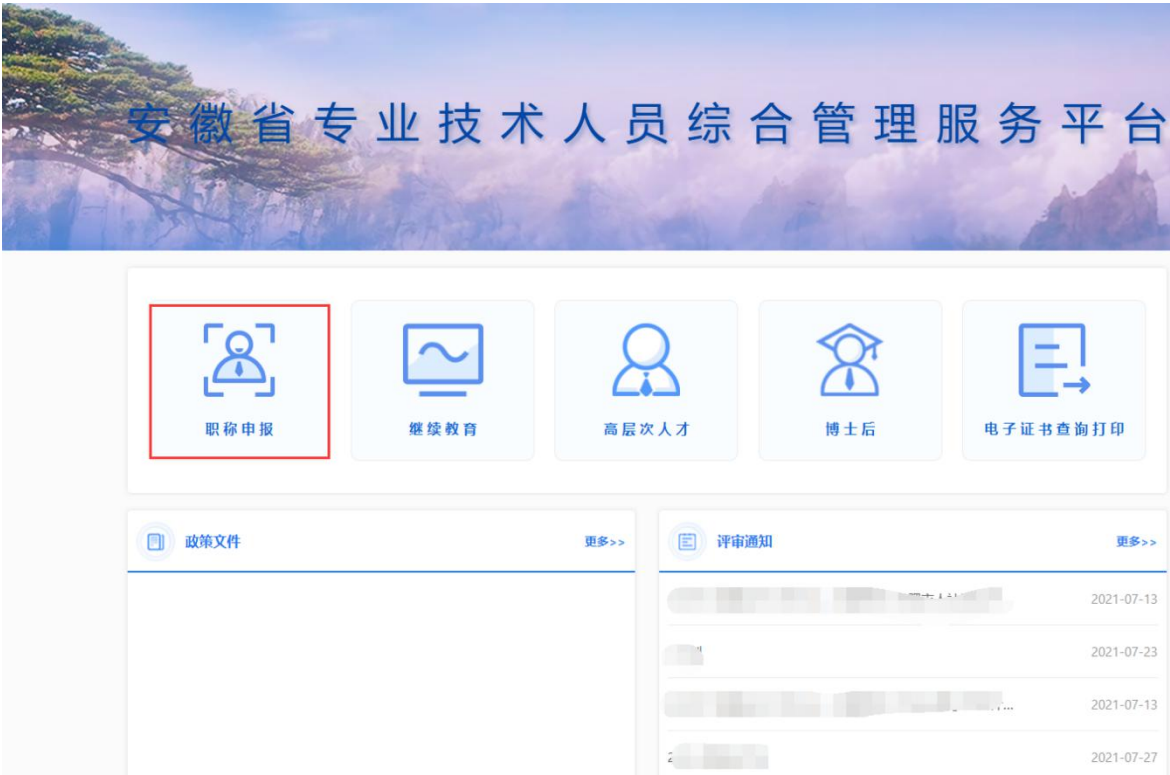 安徽省专业技术人员综合管理服务平台
职称申报
继续教育
高层次人才
博士后
电子证书查询打印
政策文件
更多>>
评审通知
更多>>
2021-07-13
2021-07-23
2021-07-13
2021-07-27